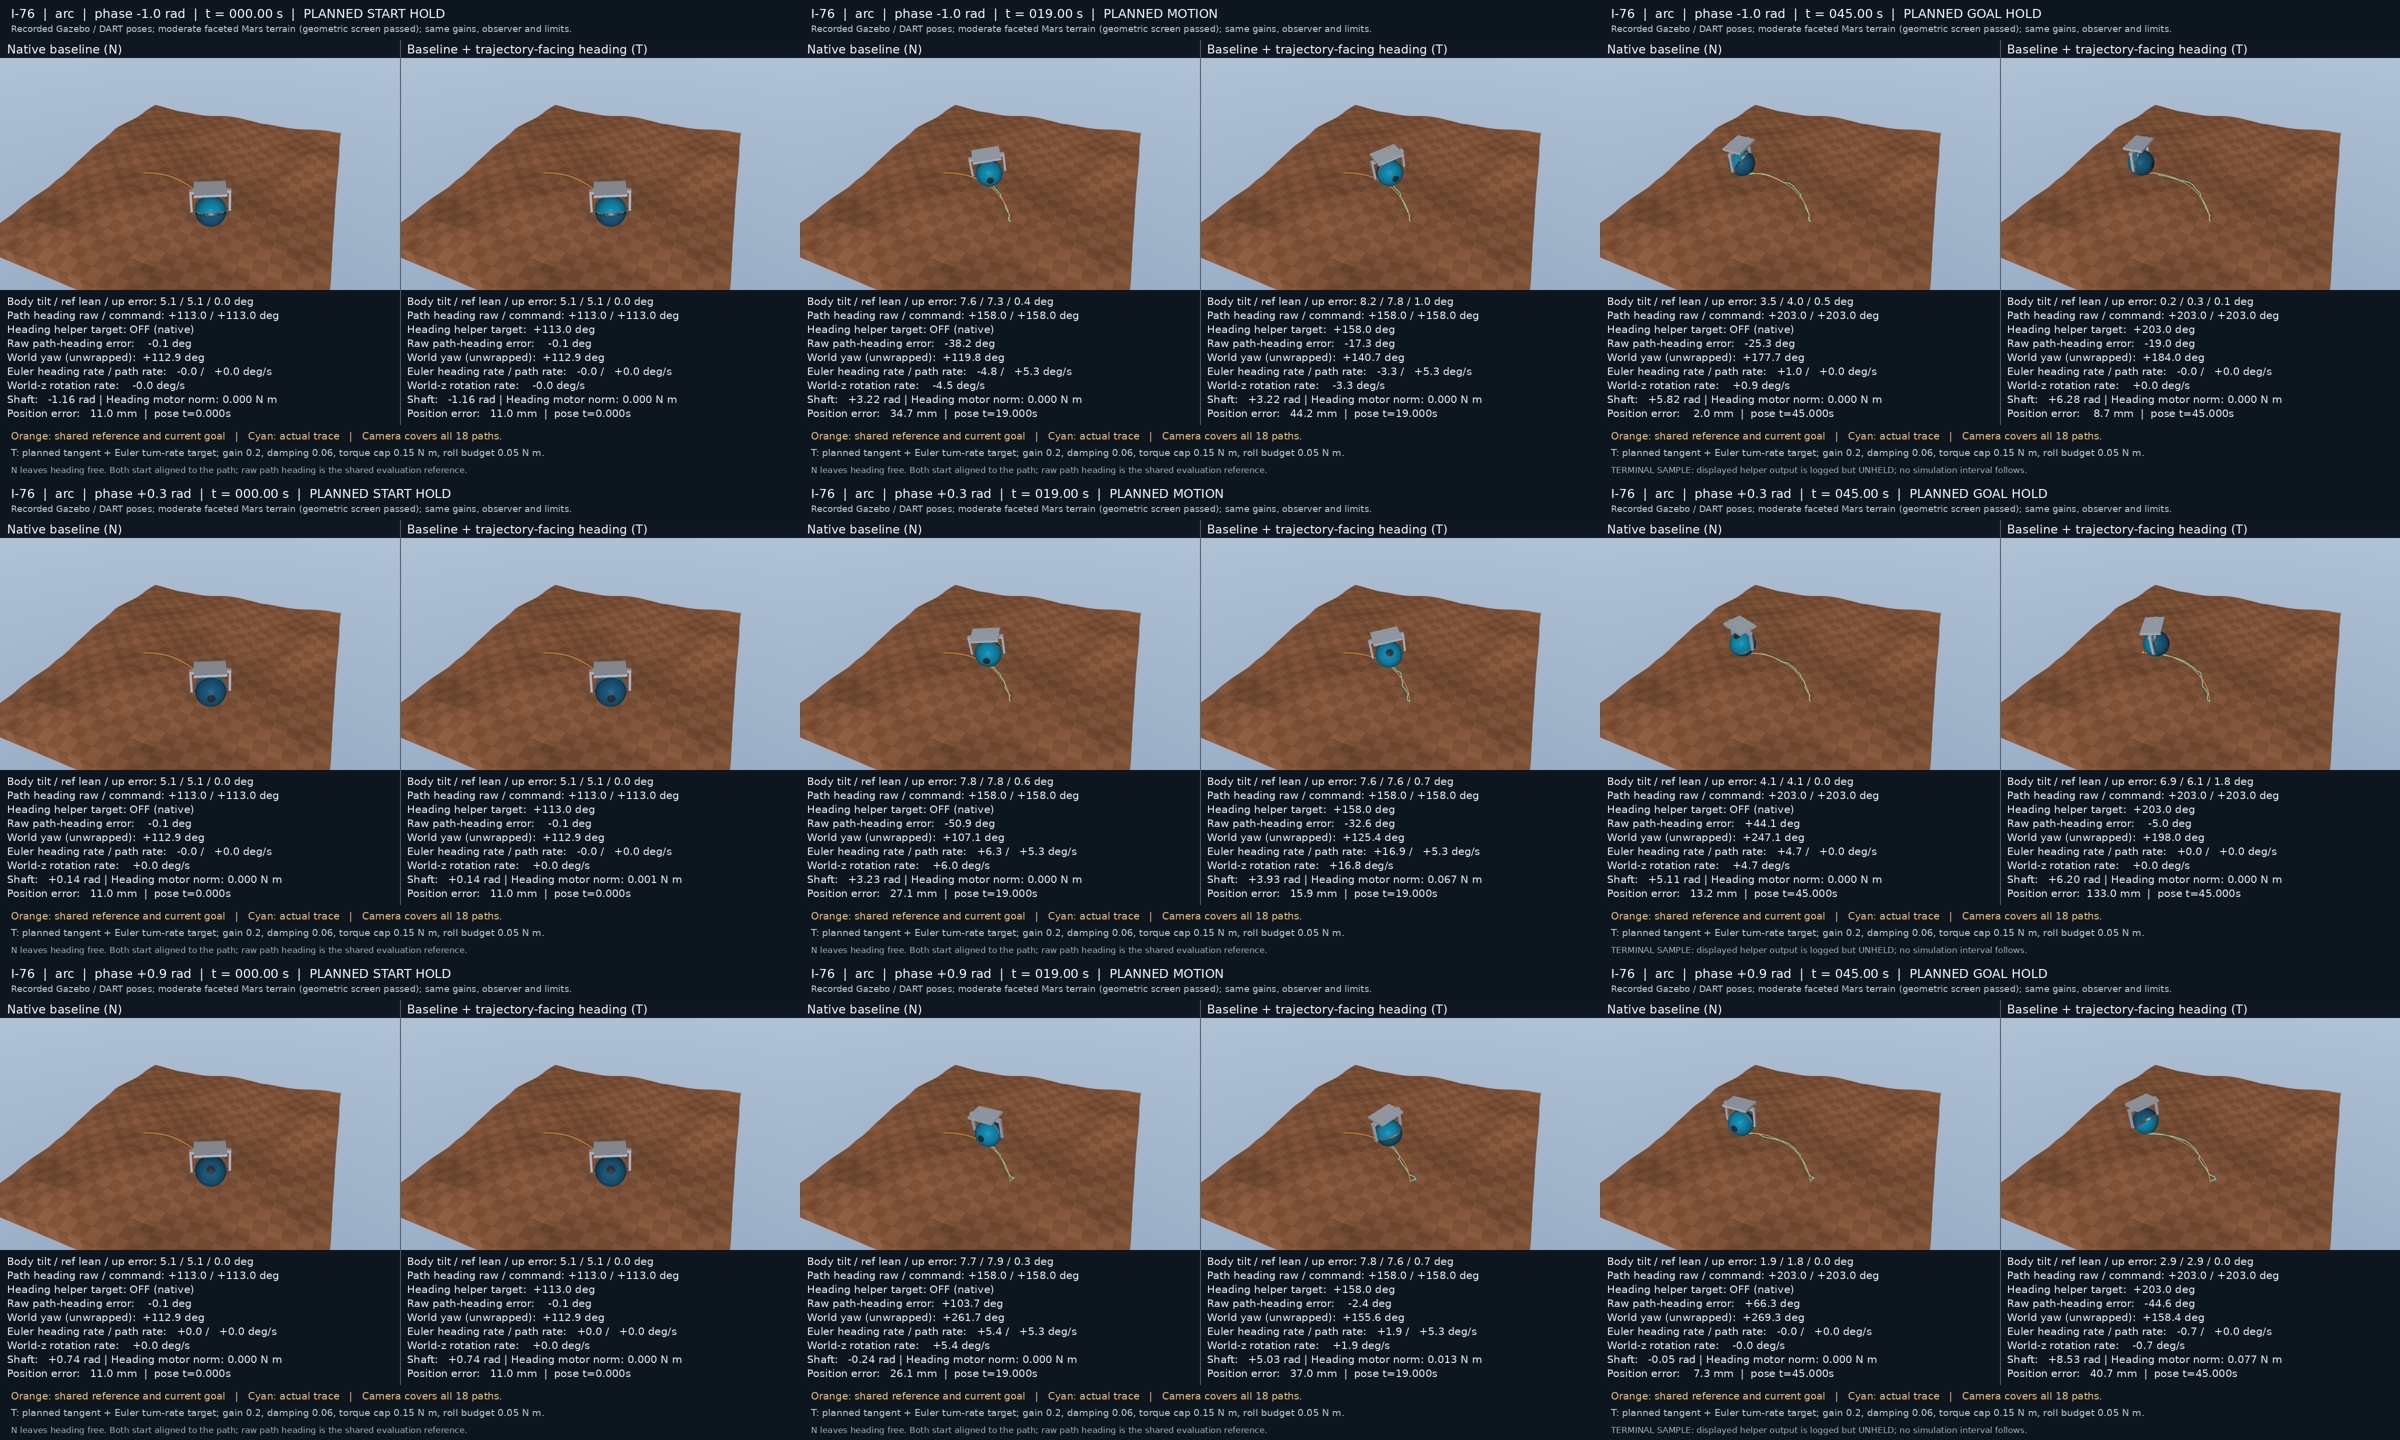 I-76 | arc | phase -1.0 rad | t = 000.00 s | PLANNED START HOLD
Recorded Gazebo / DART poses; moderate faceted Mars terrain (geometric screen passed); same gains, observer and limits.
Native baseline (N)
Baseline + trajectory-facing heading (T)
Body tilt / ref lean / up error: 5.1 / 5.1 / 0.0 deg
Path heading raw / command: +113.0 / +113.0 deg
Heading helper target: OFF (native)
Raw path-heading error: -0.1 deg
World yaw (unwrapped): +112.9 deg
Euler heading rate / path rate: -0.0 / +0.0 deg/s
World-z rotation rate: -0.0 deg/s
Shaft: -1.16 rad | Heading motor norm: 0.000 N m
Position error: 11.0 mm | pose t=0.000s
Body tilt / ref lean / up error: 5.1 / 5.1 / 0.0 deg
Path heading raw / command: +113.0 / +113.0 deg
Heading helper target: +113.0 deg
Raw path-heading error: -0.1 deg
World yaw (unwrapped): +112.9 deg
Euler heading rate / path rate: -0.0 / +0.0 deg/s
World-z rotation rate: -0.0 deg/s
Shaft: -1.16 rad | Heading motor norm: 0.000 N m
Position error: 11.0 mm | pose t=0.000s
Orange: shared reference and current goal | Cyan: actual trace | Camera covers all 18 paths.
T: planned tangent + Euler turn-rate target; gain 0.2, damping 0.06, torque cap 0.15 N m, roll budget 0.05 N m.
N leaves heading free. Both start aligned to the path; raw path heading is the shared evaluation reference.
I-76 | arc | phase -1.0 rad | t = 019.00 s | PLANNED MOTION
Recorded Gazebo / DART poses; moderate faceted Mars terrain (geometric screen passed); same gains, observer and limits.
Native baseline (N)
Baseline + trajectory-facing heading (T)
Body tilt / ref lean / up error: 7.6 / 7.3 / 0.4 deg
Path heading raw / command: +158.0 / +158.0 deg
Heading helper target: OFF (native)
Raw path-heading error: -38.2 deg
World yaw (unwrapped): +119.8 deg
Euler heading rate / path rate: -4.8 / +5.3 deg/s
World-z rotation rate: -4.5 deg/s
Shaft: +3.22 rad | Heading motor norm: 0.000 N m
Position error: 34.7 mm | pose t=19.000s
Body tilt / ref lean / up error: 8.2 / 7.8 / 1.0 deg
Path heading raw / command: +158.0 / +158.0 deg
Heading helper target: +158.0 deg
Raw path-heading error: -17.3 deg
World yaw (unwrapped): +140.7 deg
Euler heading rate / path rate: -3.3 / +5.3 deg/s
World-z rotation rate: -3.3 deg/s
Shaft: +3.22 rad | Heading motor norm: 0.000 N m
Position error: 44.2 mm | pose t=19.000s
Orange: shared reference and current goal | Cyan: actual trace | Camera covers all 18 paths.
T: planned tangent + Euler turn-rate target; gain 0.2, damping 0.06, torque cap 0.15 N m, roll budget 0.05 N m.
N leaves heading free. Both start aligned to the path; raw path heading is the shared evaluation reference.
I-76 | arc | phase -1.0 rad | t = 045.00 s | PLANNED GOAL HOLD
Recorded Gazebo / DART poses; moderate faceted Mars terrain (geometric screen passed); same gains, observer and limits.
Native baseline (N)
Baseline + trajectory-facing heading (T)
Body tilt / ref lean / up error: 3.5 / 4.0 / 0.5 deg
Path heading raw / command: +203.0 / +203.0 deg
Heading helper target: OFF (native)
Raw path-heading error: -25.3 deg
World yaw (unwrapped): +177.7 deg
Euler heading rate / path rate: +1.0 / +0.0 deg/s
World-z rotation rate: +0.9 deg/s
Shaft: +5.82 rad | Heading motor norm: 0.000 N m
Position error: 2.0 mm | pose t=45.000s
Body tilt / ref lean / up error: 0.2 / 0.3 / 0.1 deg
Path heading raw / command: +203.0 / +203.0 deg
Heading helper target: +203.0 deg
Raw path-heading error: -19.0 deg
World yaw (unwrapped): +184.0 deg
Euler heading rate / path rate: -0.0 / +0.0 deg/s
World-z rotation rate: +0.0 deg/s
Shaft: +6.28 rad | Heading motor norm: 0.000 N m
Position error: 8.7 mm | pose t=45.000s
Orange: shared reference and current goal | Cyan: actual trace | Camera covers all 18 paths.
T: planned tangent + Euler turn-rate target; gain 0.2, damping 0.06, torque cap 0.15 N m, roll budget 0.05 N m.
TERMINAL SAMPLE: displayed helper output is logged but UNHELD; no simulation interval follows.
I-76 | arc | phase +0.3 rad | t = 000.00 s | PLANNED START HOLD
Recorded Gazebo / DART poses; moderate faceted Mars terrain (geometric screen passed); same gains, observer and limits.
Native baseline (N)
Baseline + trajectory-facing heading (T)
Body tilt / ref lean / up error: 5.1 / 5.1 / 0.0 deg
Path heading raw / command: +113.0 / +113.0 deg
Heading helper target: OFF (native)
Raw path-heading error: -0.1 deg
World yaw (unwrapped): +112.9 deg
Euler heading rate / path rate: -0.0 / +0.0 deg/s
World-z rotation rate: +0.0 deg/s
Shaft: +0.14 rad | Heading motor norm: 0.000 N m
Position error: 11.0 mm | pose t=0.000s
Body tilt / ref lean / up error: 5.1 / 5.1 / 0.0 deg
Path heading raw / command: +113.0 / +113.0 deg
Heading helper target: +113.0 deg
Raw path-heading error: -0.1 deg
World yaw (unwrapped): +112.9 deg
Euler heading rate / path rate: -0.0 / +0.0 deg/s
World-z rotation rate: +0.0 deg/s
Shaft: +0.14 rad | Heading motor norm: 0.001 N m
Position error: 11.0 mm | pose t=0.000s
Orange: shared reference and current goal | Cyan: actual trace | Camera covers all 18 paths.
T: planned tangent + Euler turn-rate target; gain 0.2, damping 0.06, torque cap 0.15 N m, roll budget 0.05 N m.
N leaves heading free. Both start aligned to the path; raw path heading is the shared evaluation reference.
I-76 | arc | phase +0.3 rad | t = 019.00 s | PLANNED MOTION
Recorded Gazebo / DART poses; moderate faceted Mars terrain (geometric screen passed); same gains, observer and limits.
Native baseline (N)
Baseline + trajectory-facing heading (T)
Body tilt / ref lean / up error: 7.8 / 7.8 / 0.6 deg
Path heading raw / command: +158.0 / +158.0 deg
Heading helper target: OFF (native)
Raw path-heading error: -50.9 deg
World yaw (unwrapped): +107.1 deg
Euler heading rate / path rate: +6.3 / +5.3 deg/s
World-z rotation rate: +6.0 deg/s
Shaft: +3.23 rad | Heading motor norm: 0.000 N m
Position error: 27.1 mm | pose t=19.000s
Body tilt / ref lean / up error: 7.6 / 7.6 / 0.7 deg
Path heading raw / command: +158.0 / +158.0 deg
Heading helper target: +158.0 deg
Raw path-heading error: -32.6 deg
World yaw (unwrapped): +125.4 deg
Euler heading rate / path rate: +16.9 / +5.3 deg/s
World-z rotation rate: +16.8 deg/s
Shaft: +3.93 rad | Heading motor norm: 0.067 N m
Position error: 15.9 mm | pose t=19.000s
Orange: shared reference and current goal | Cyan: actual trace | Camera covers all 18 paths.
T: planned tangent + Euler turn-rate target; gain 0.2, damping 0.06, torque cap 0.15 N m, roll budget 0.05 N m.
N leaves heading free. Both start aligned to the path; raw path heading is the shared evaluation reference.
I-76 | arc | phase +0.3 rad | t = 045.00 s | PLANNED GOAL HOLD
Recorded Gazebo / DART poses; moderate faceted Mars terrain (geometric screen passed); same gains, observer and limits.
Native baseline (N)
Baseline + trajectory-facing heading (T)
Body tilt / ref lean / up error: 4.1 / 4.1 / 0.0 deg
Path heading raw / command: +203.0 / +203.0 deg
Heading helper target: OFF (native)
Raw path-heading error: +44.1 deg
World yaw (unwrapped): +247.1 deg
Euler heading rate / path rate: +4.7 / +0.0 deg/s
World-z rotation rate: +4.7 deg/s
Shaft: +5.11 rad | Heading motor norm: 0.000 N m
Position error: 13.2 mm | pose t=45.000s
Body tilt / ref lean / up error: 6.9 / 6.1 / 1.8 deg
Path heading raw / command: +203.0 / +203.0 deg
Heading helper target: +203.0 deg
Raw path-heading error: -5.0 deg
World yaw (unwrapped): +198.0 deg
Euler heading rate / path rate: +0.0 / +0.0 deg/s
World-z rotation rate: +0.0 deg/s
Shaft: +6.20 rad | Heading motor norm: 0.000 N m
Position error: 133.0 mm | pose t=45.000s
Orange: shared reference and current goal | Cyan: actual trace | Camera covers all 18 paths.
T: planned tangent + Euler turn-rate target; gain 0.2, damping 0.06, torque cap 0.15 N m, roll budget 0.05 N m.
TERMINAL SAMPLE: displayed helper output is logged but UNHELD; no simulation interval follows.
I-76 | arc | phase +0.9 rad | t = 000.00 s | PLANNED START HOLD
Recorded Gazebo / DART poses; moderate faceted Mars terrain (geometric screen passed); same gains, observer and limits.
Native baseline (N)
Baseline + trajectory-facing heading (T)
Body tilt / ref lean / up error: 5.1 / 5.1 / 0.0 deg
Path heading raw / command: +113.0 / +113.0 deg
Heading helper target: OFF (native)
Raw path-heading error: -0.1 deg
World yaw (unwrapped): +112.9 deg
Euler heading rate / path rate: +0.0 / +0.0 deg/s
World-z rotation rate: +0.0 deg/s
Shaft: +0.74 rad | Heading motor norm: 0.000 N m
Position error: 11.0 mm | pose t=0.000s
Body tilt / ref lean / up error: 5.1 / 5.1 / 0.0 deg
Path heading raw / command: +113.0 / +113.0 deg
Heading helper target: +113.0 deg
Raw path-heading error: -0.1 deg
World yaw (unwrapped): +112.9 deg
Euler heading rate / path rate: +0.0 / +0.0 deg/s
World-z rotation rate: +0.0 deg/s
Shaft: +0.74 rad | Heading motor norm: 0.000 N m
Position error: 11.0 mm | pose t=0.000s
Orange: shared reference and current goal | Cyan: actual trace | Camera covers all 18 paths.
T: planned tangent + Euler turn-rate target; gain 0.2, damping 0.06, torque cap 0.15 N m, roll budget 0.05 N m.
N leaves heading free. Both start aligned to the path; raw path heading is the shared evaluation reference.
I-76 | arc | phase +0.9 rad | t = 019.00 s | PLANNED MOTION
Recorded Gazebo / DART poses; moderate faceted Mars terrain (geometric screen passed); same gains, observer and limits.
Native baseline (N)
Baseline + trajectory-facing heading (T)
Body tilt / ref lean / up error: 7.7 / 7.9 / 0.3 deg
Path heading raw / command: +158.0 / +158.0 deg
Heading helper target: OFF (native)
Raw path-heading error: +103.7 deg
World yaw (unwrapped): +261.7 deg
Euler heading rate / path rate: +5.4 / +5.3 deg/s
World-z rotation rate: +5.4 deg/s
Shaft: -0.24 rad | Heading motor norm: 0.000 N m
Position error: 26.1 mm | pose t=19.000s
Body tilt / ref lean / up error: 7.8 / 7.6 / 0.7 deg
Path heading raw / command: +158.0 / +158.0 deg
Heading helper target: +158.0 deg
Raw path-heading error: -2.4 deg
World yaw (unwrapped): +155.6 deg
Euler heading rate / path rate: +1.9 / +5.3 deg/s
World-z rotation rate: +1.9 deg/s
Shaft: +5.03 rad | Heading motor norm: 0.013 N m
Position error: 37.0 mm | pose t=19.000s
Orange: shared reference and current goal | Cyan: actual trace | Camera covers all 18 paths.
T: planned tangent + Euler turn-rate target; gain 0.2, damping 0.06, torque cap 0.15 N m, roll budget 0.05 N m.
N leaves heading free. Both start aligned to the path; raw path heading is the shared evaluation reference.
I-76 | arc | phase +0.9 rad | t = 045.00 s | PLANNED GOAL HOLD
Recorded Gazebo / DART poses; moderate faceted Mars terrain (geometric screen passed); same gains, observer and limits.
Native baseline (N)
Baseline + trajectory-facing heading (T)
Body tilt / ref lean / up error: 1.9 / 1.8 / 0.0 deg
Path heading raw / command: +203.0 / +203.0 deg
Heading helper target: OFF (native)
Raw path-heading error: +66.3 deg
World yaw (unwrapped): +269.3 deg
Euler heading rate / path rate: -0.0 / +0.0 deg/s
World-z rotation rate: -0.0 deg/s
Shaft: -0.05 rad | Heading motor norm: 0.000 N m
Position error: 7.3 mm | pose t=45.000s
Body tilt / ref lean / up error: 2.9 / 2.9 / 0.0 deg
Path heading raw / command: +203.0 / +203.0 deg
Heading helper target: +203.0 deg
Raw path-heading error: -44.6 deg
World yaw (unwrapped): +158.4 deg
Euler heading rate / path rate: -0.7 / +0.0 deg/s
World-z rotation rate: -0.7 deg/s
Shaft: +8.53 rad | Heading motor norm: 0.077 N m
Position error: 40.7 mm | pose t=45.000s
Orange: shared reference and current goal | Cyan: actual trace | Camera covers all 18 paths.
T: planned tangent + Euler turn-rate target; gain 0.2, damping 0.06, torque cap 0.15 N m, roll budget 0.05 N m.
TERMINAL SAMPLE: displayed helper output is logged but UNHELD; no simulation interval follows.